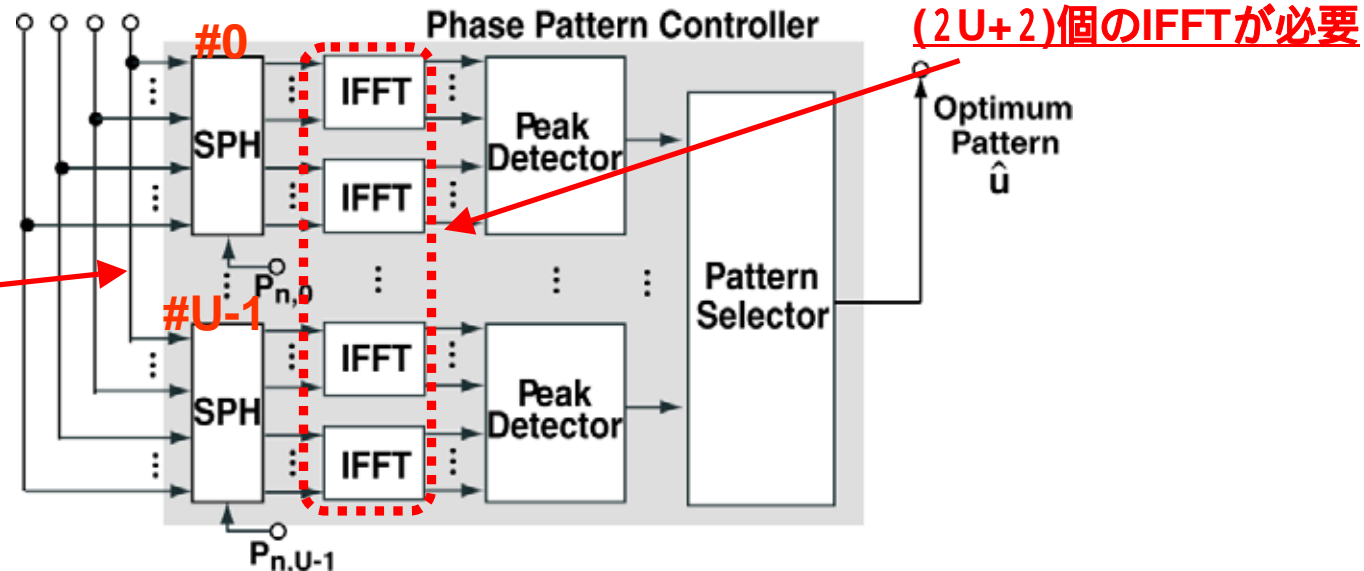 Phase Pattern Controller
(2U+2)個のIFFTが必要
#0
SPH
IFFT
IFFT
Peak
Detector
Optimum
Pattern
û
Pn,0
#U-1
SPH
IFFT
IFFT
Peak
Detector
Pattern
Selector
Pn,U-1